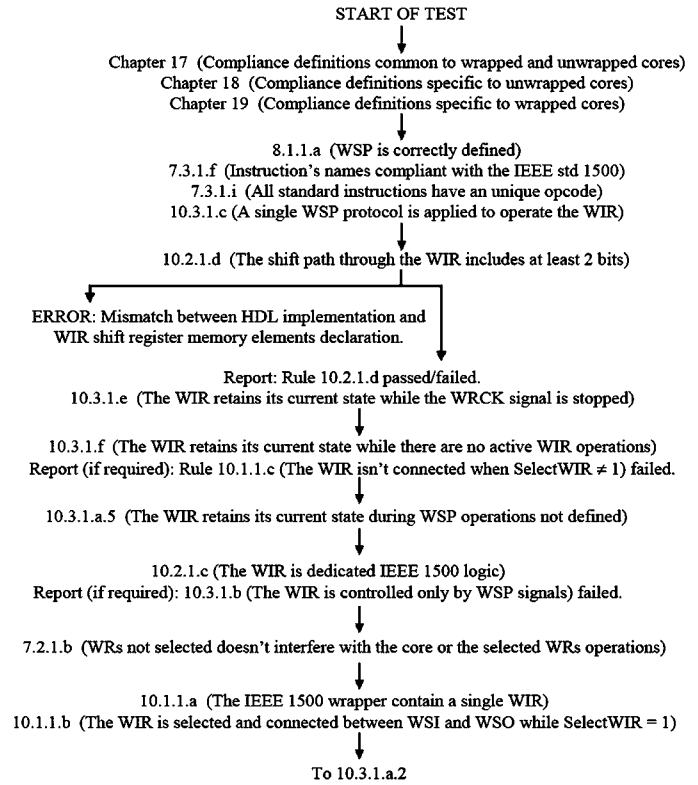 START OF TEST
Chapter 17 (Compliance definitions common to wrapped and unwrapped cores)
Chapter 18 (Compliance definitions specific to unwrapped cores)
Chapter 19 (Compliance definitions specific to wrapped cores)
8.1.1.a (WSP is correctly defined)
7.3.1.f (Instruction's names compliant with the IEEE std 1500)
7.3.1.i (All standard instructions have an unique opcode)
10.3.1.c (A single WSP protocol is applied to operate the WIR)
10.2.1.d (The shift path through the WIR includes at least 2 bits)
ERROR: Mismatch between HDL implementation and
WIR shift register memory elements declaration.
Report: Rule 10.2.1.d passed/failed.
10.3.1.e (The WIR retains its current state while the WRCK signal is stopped)
10.3.1.f (The WIR retains its current state while there are no active WIR operations)
Report (if required): Rule 10.1.1.c (The WIR isn't connected when SelectWIR ≠ 1) failed.
10.3.1.a.5 (The WIR retains its current state during WSP operations not defined)
10.2.1.c (The WIR is dedicated IEEE 1500 logic)
Report (if required): 10.3.1.b (The WIR is controlled only by WSP signals) failed.
7.2.1.b (WRs not selected doesn't interfere with the core or the selected WRs operations)
10.1.1.a (The IEEE 1500 wrapper contain a single WIR)
10.1.1.b (The WIR is selected and connected between WSI and WSO while SelectWIR = 1)
To 10.3.1.a.2